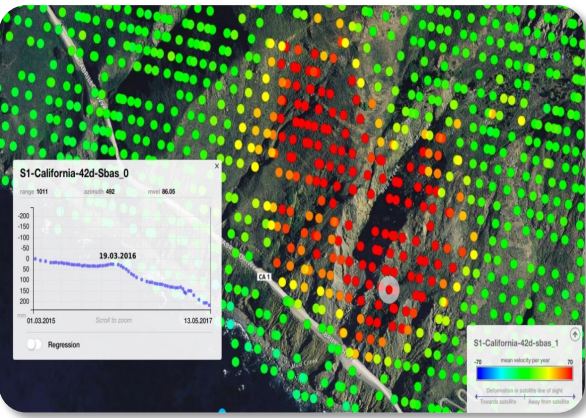 S1-California-42d-Sbas_0
x
range 1011 azimuth 492 mvel 86.05
-200
-150
-100
-50
0
50
100
150
200
mm
19.03.2016
01.03.2015 Scroll to zoom 13.05.2017
Regression
CA 1
S1-California-42d-sbas_1
mean velocity per year
-70 70
Deformation in satellite line of sight
Towards satellite Away from satellite